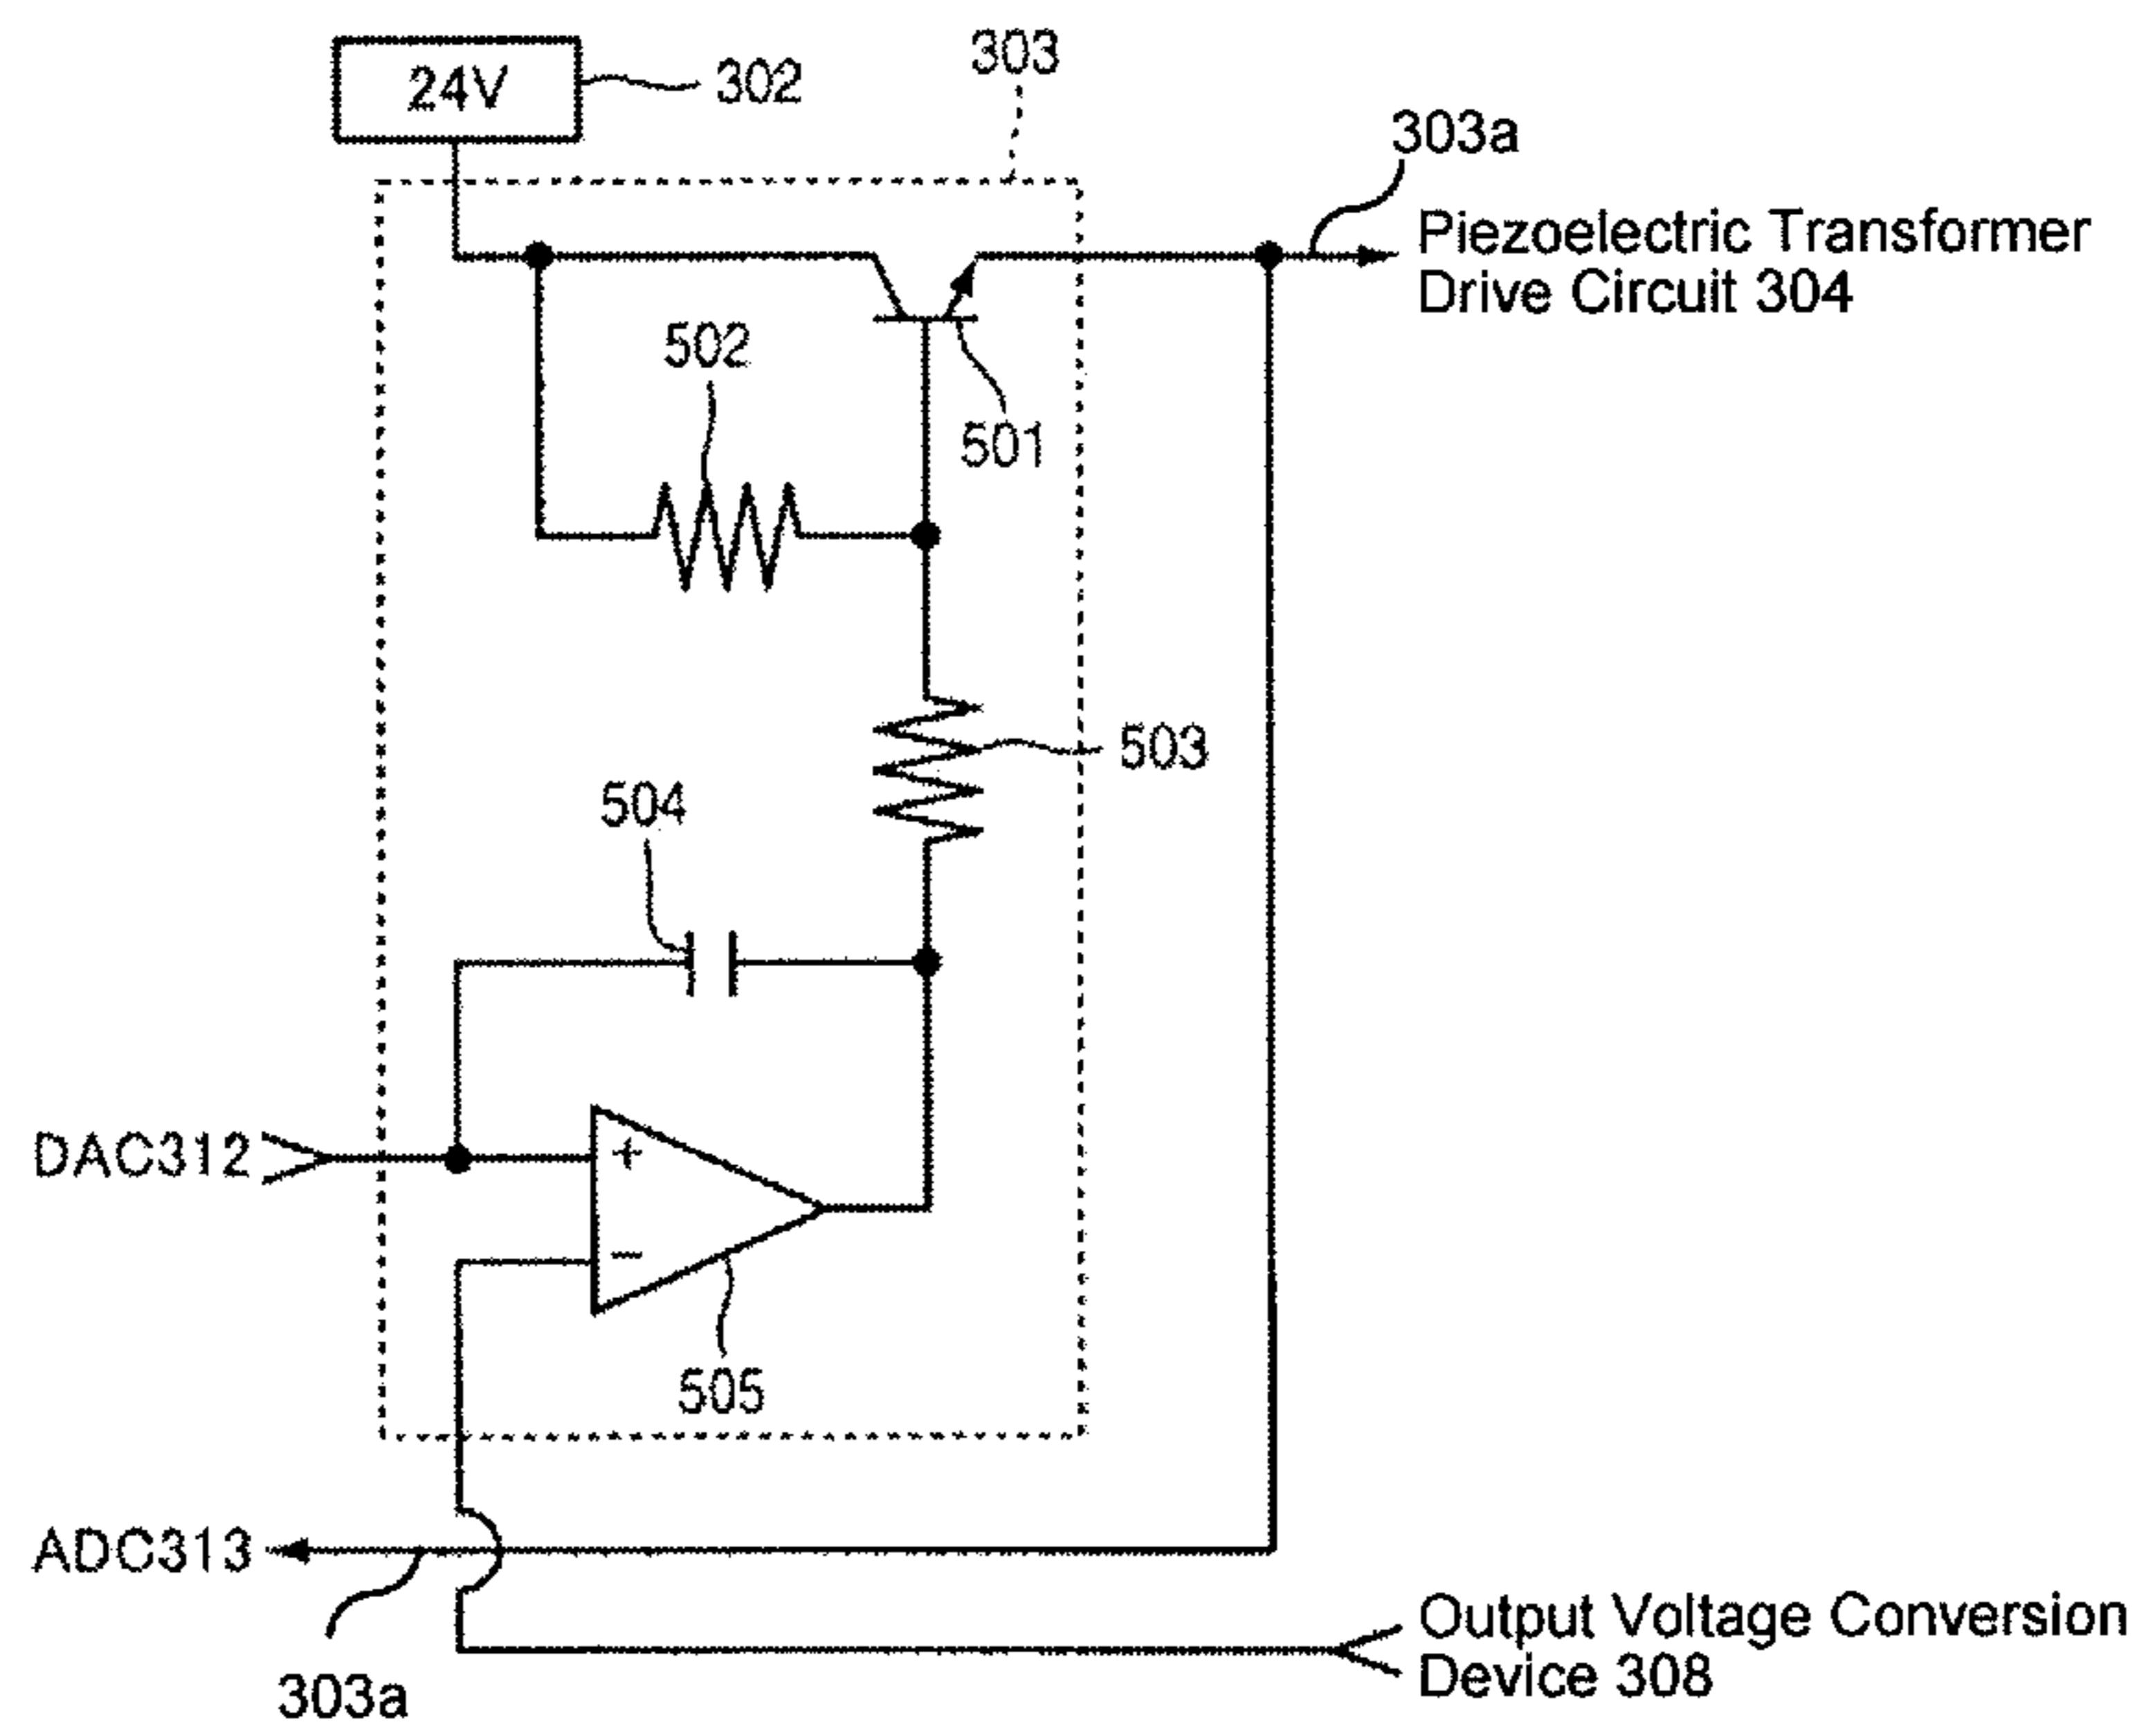 303
24V
302
303a
Piezoelectric Transformer
Drive Circuit 304
502
501
503
504
DAC312
+
−
505
ADC313
Output Voltage Conversion
Device 308
303a